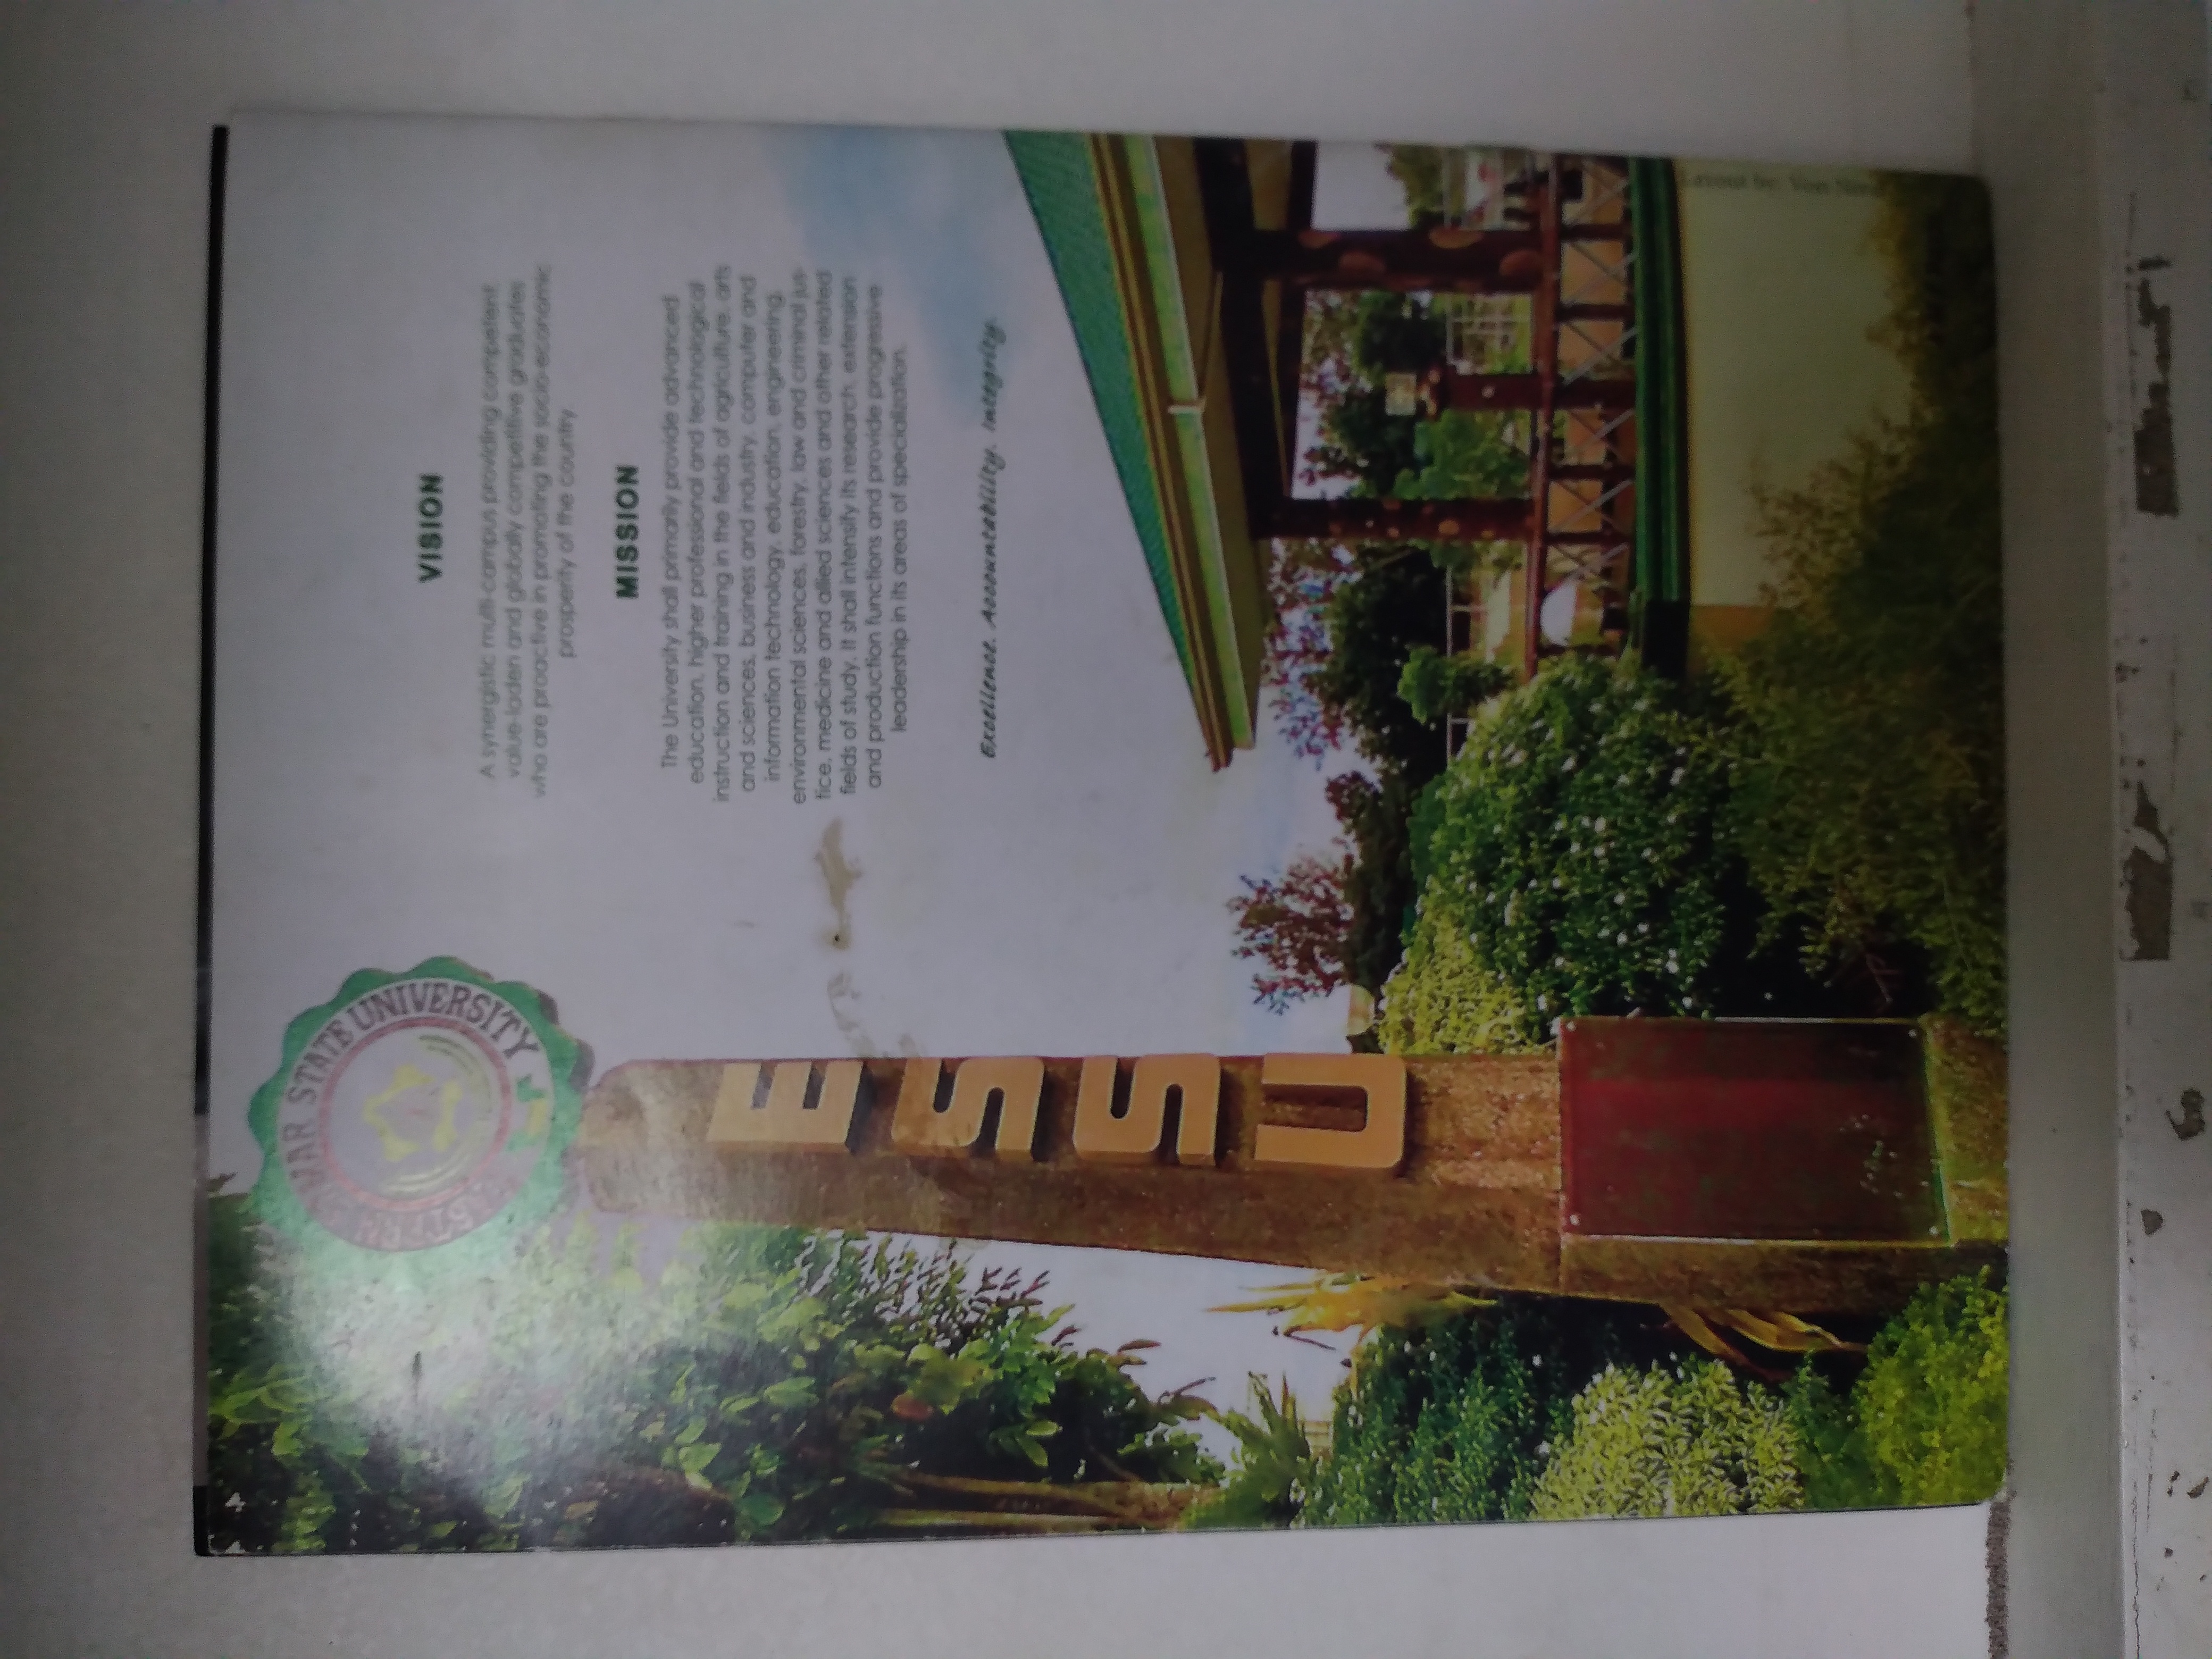 EASTERN SAMAR STATE UNIVERSITY
ESSU
VISION
A synergistic multi-campus providing competent,
value-laden and globally competitive graduates
who are proactive in promoting the socio-economic
prosperity of the country.
MISSION
The University shall primarily provide advanced
education, higher professional and technological
instruction and training in the fields of agriculture, arts
and sciences, business and industry, computer and
information technology, education, engineering,
environmental sciences, forestry, law and criminal jus-
tice, medicine and allied sciences and other related
fields of study. It shall intensify its research, extension
and production functions and provide progressive
leadership in its areas of specialization.
Excellence. Accountability. Integrity.